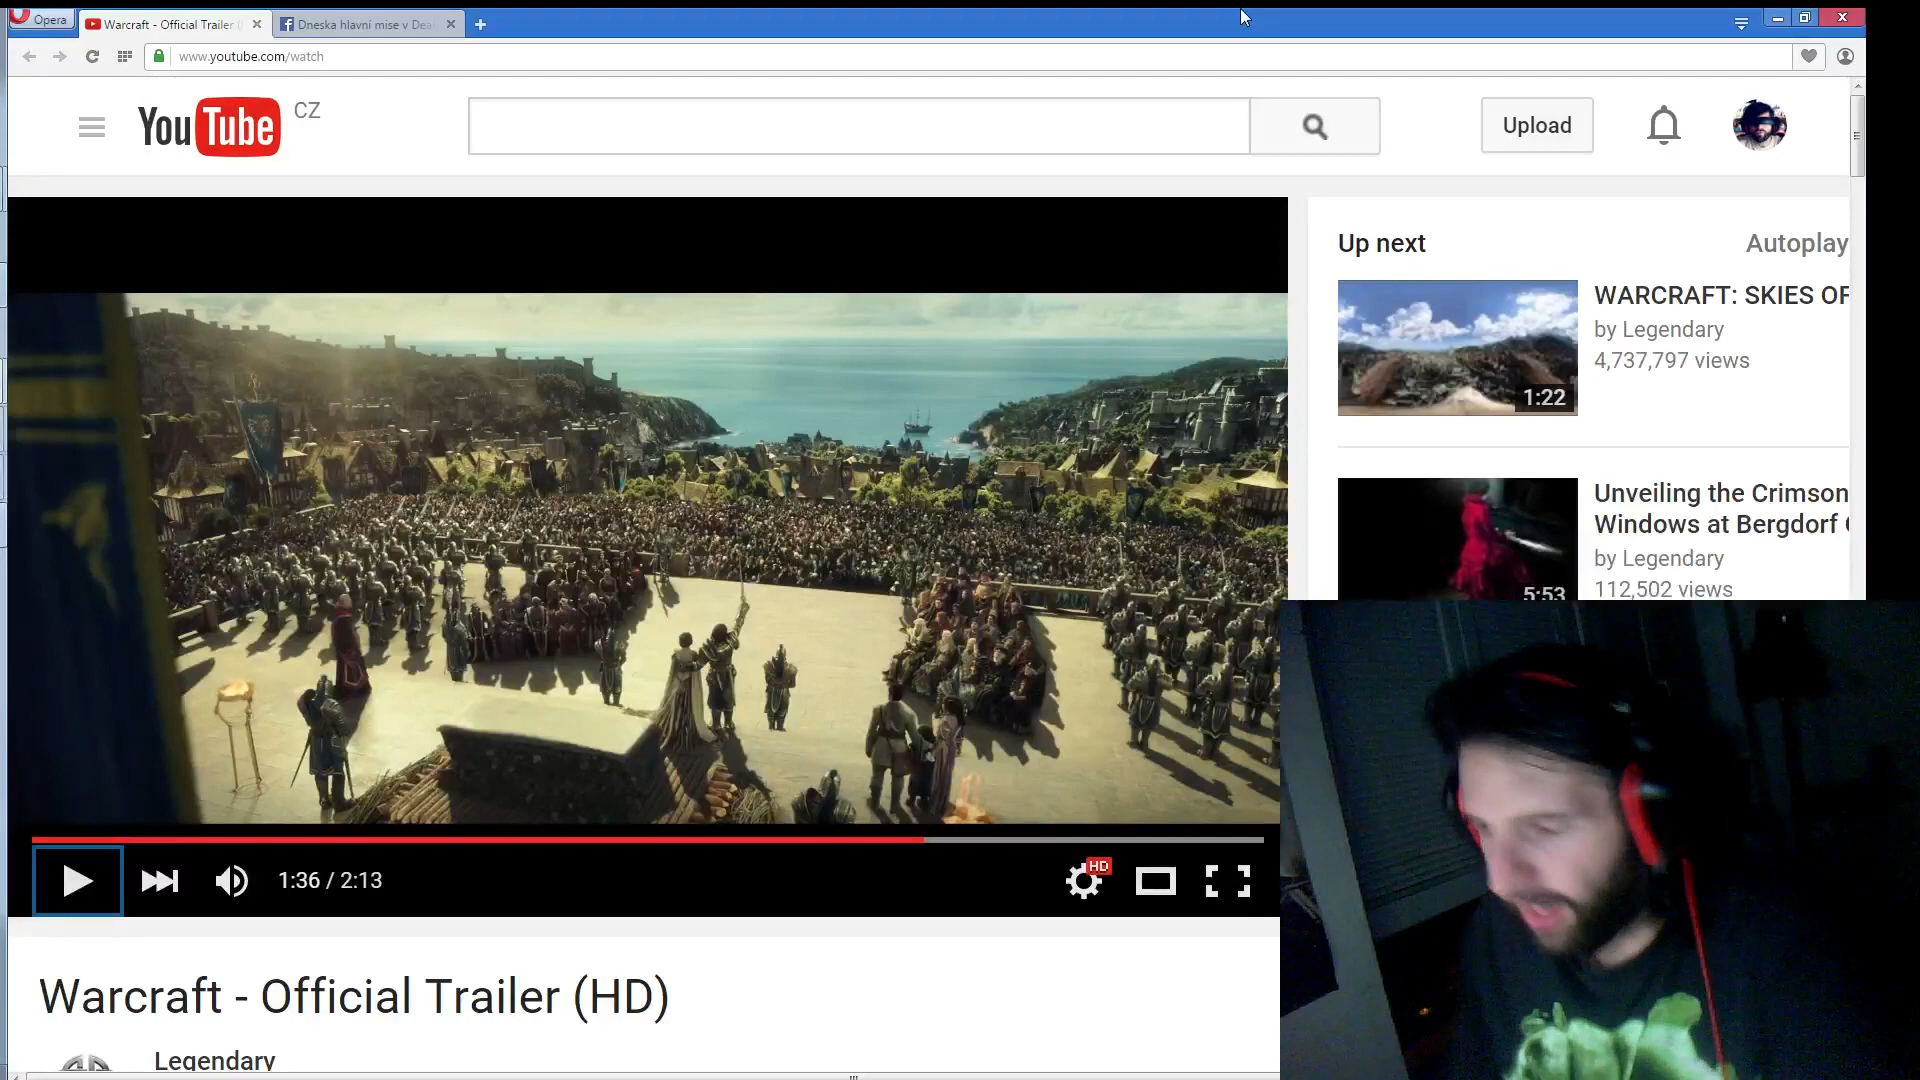 Opera
Warcraft - Official Trailer (
Dneska hlavní mise v Dea
www.youtube.com/watch
YouTube CZ
Upload
Up next
Autoplay
WARCRAFT: SKIES OF
by Legendary
4,737,797 views
1:22
Unveiling the Crimson
Windows at Bergdorf
by Legendary
112,502 views
5:53
1:36 / 2:13
HD
Warcraft - Official Trailer (HD)
Legendary